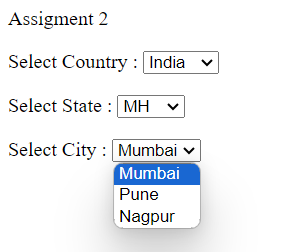 Assigment 2
Select Country : India
Select State : MH
Select City : Mumbai
Mumbai
Pune
Nagpur